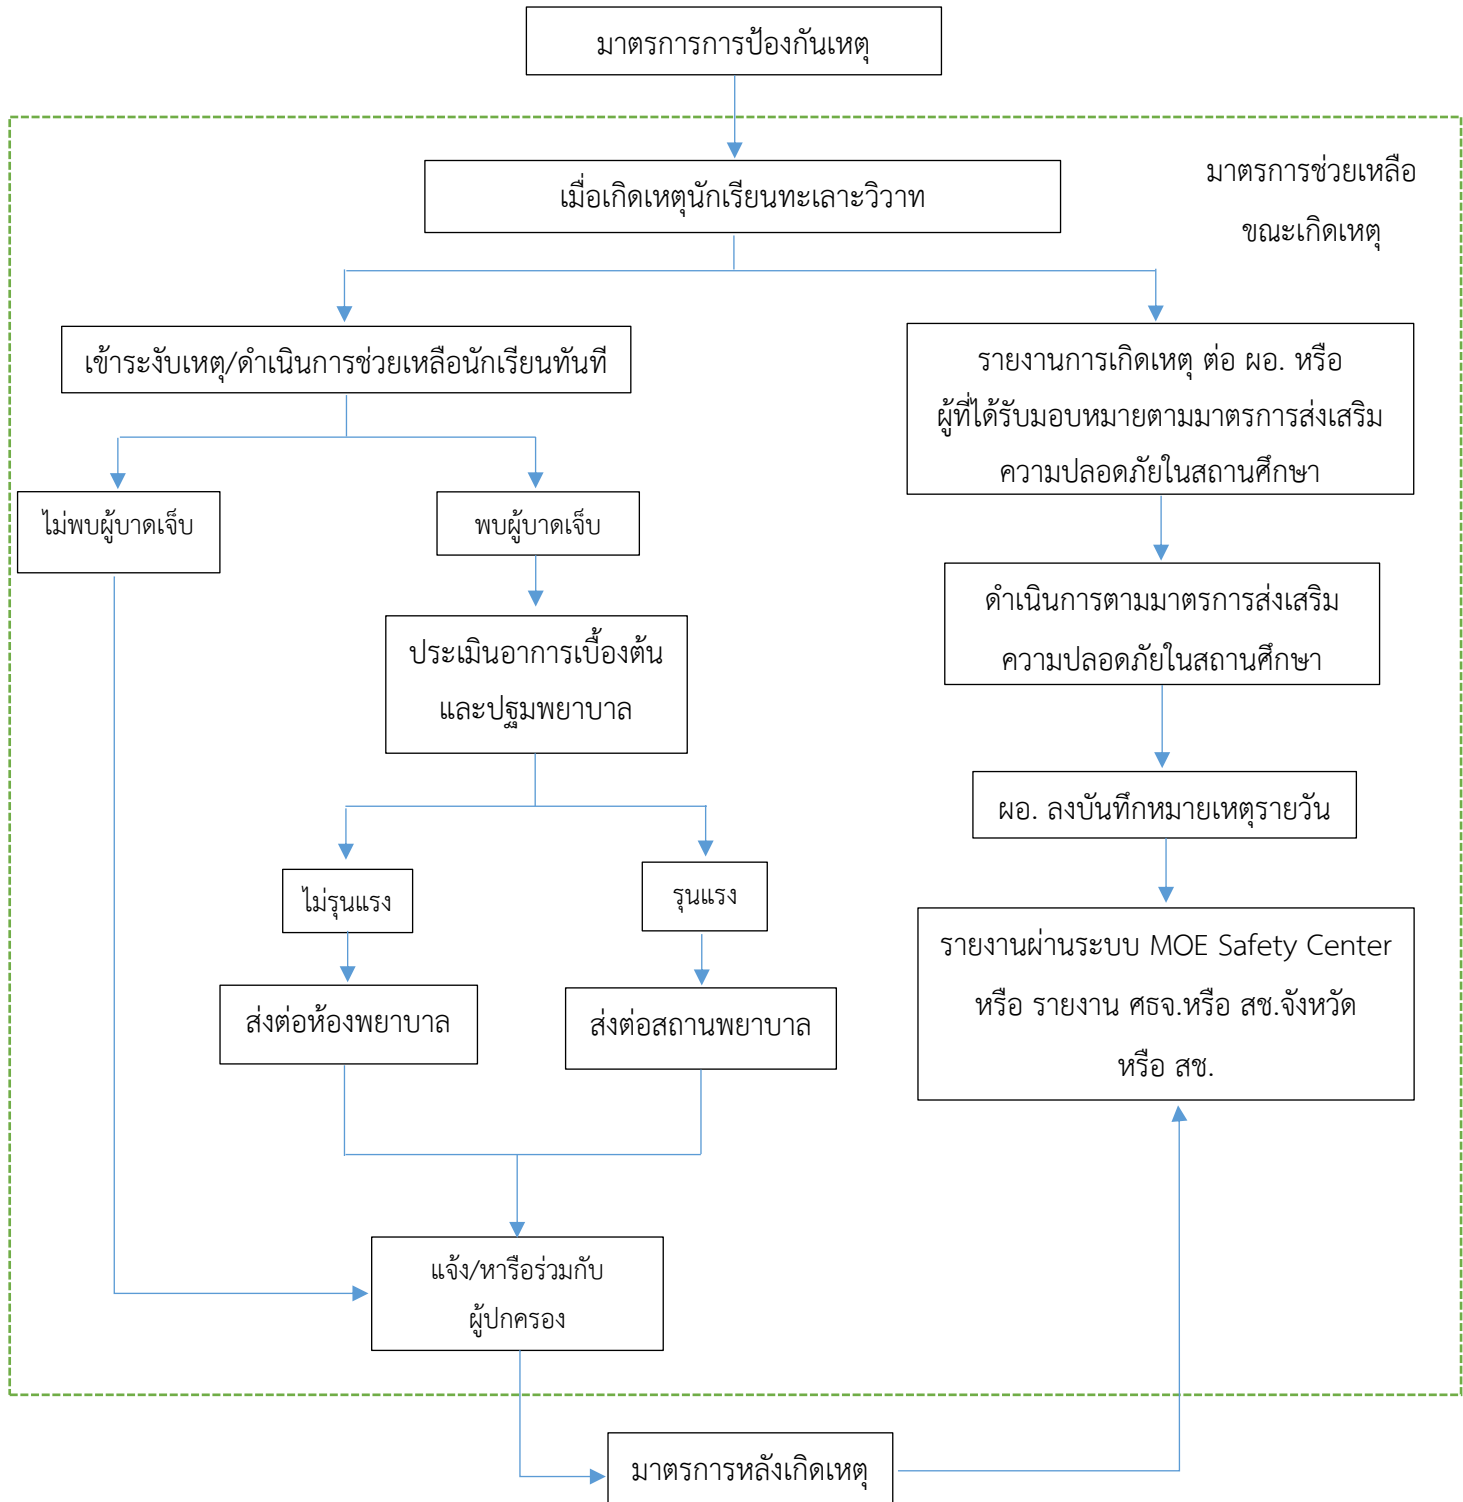 มาตรการการป้องกันเหตุ
มาตรการช่วยเหลือ
ขณะเกิดเหตุ
เมื่อเกิดเหตุนักเรียนทะเลาะวิวาท
เข้าระงับเหตุ/ดำเนินการช่วยเหลือนักเรียนทันที
รายงานการเกิดเหตุ ต่อ ผอ. หรือ
ผู้ที่ได้รับมอบหมายตามมาตรการส่งเสริม
ความปลอดภัยในสถานศึกษา
ไม่พบผู้บาดเจ็บ
พบผู้บาดเจ็บ
ดำเนินการตามมาตรการส่งเสริม
ความปลอดภัยในสถานศึกษา
ประเมินอาการเบื้องต้น
และปฐมพยาบาล
ผอ. ลงบันทึกหมายเหตุรายวัน
ไม่รุนแรง
รุนแรง
รายงานผ่านระบบ MOE Safety Center
หรือ รายงาน ศธจ.หรือ สช.จังหวัด
หรือ สช.
ส่งต่อห้องพยาบาล
ส่งต่อสถานพยาบาล
แจ้ง/หารือร่วมกับ
ผู้ปกครอง
มาตรการหลังเกิดเหตุ